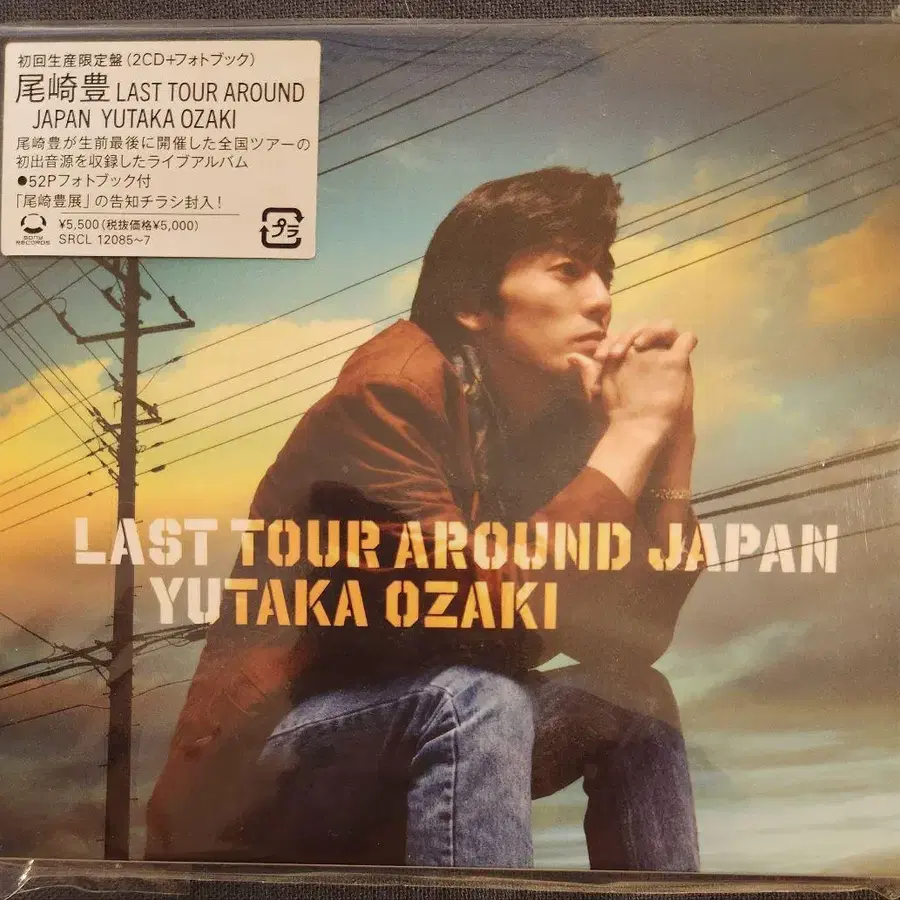 初回生産限定盤(2CD+フォトブック)
尾崎豊 LAST TOUR AROUND
JAPAN YUTAKA OZAKI
尾崎豊が生前最後に開催した全国ツアーの
初出音源を収録したライブアルバム
●52Pフォトブック付
「尾崎豊展」の告知チラシ封入!
¥5,500(税抜価格¥5,000)
SRCL 12085~7
SONY
RECORDS
プラ
LAST TOUR AROUND JAPAN
YUTAKA OZAKI